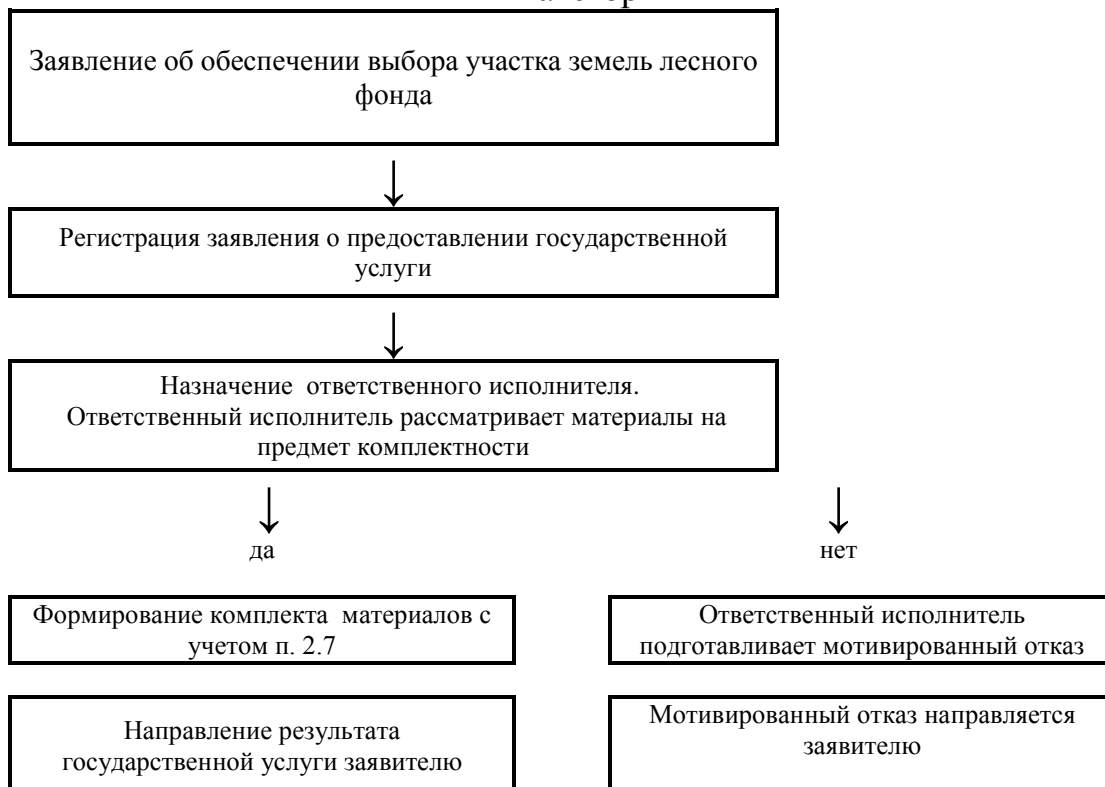 Заявление об обеспечении выбора участка земель лесного
фонда
Регистрация заявления о предоставлении государственной
услуги
Назначение ответственного исполнителя.
Ответственный исполнитель рассматривает материалы на
предмет комплектности
да
нет
Формирование комплекта материалов с
учетом п. 2.7
Ответственный исполнитель
подготавливает мотивированный отказ
Направление результата
государственной услуги заявителю
Мотивированный отказ направляется
заявителю